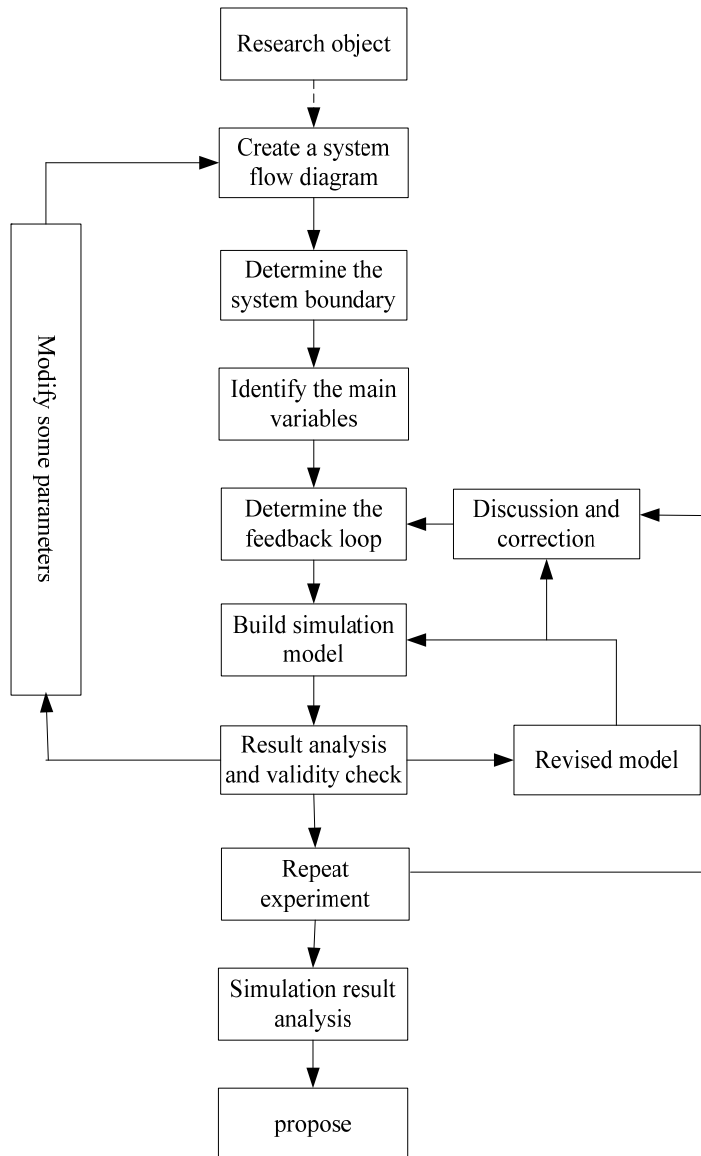 Research object
Create a system
flow diagram
Determine the
system boundary
Modify some parameters
Identify the main
variables
Determine the
feedback loop
Discussion and
correction
Build simulation
model
Result analysis
and validity check
Revised model
Repeat
experiment
Simulation result
analysis
propose